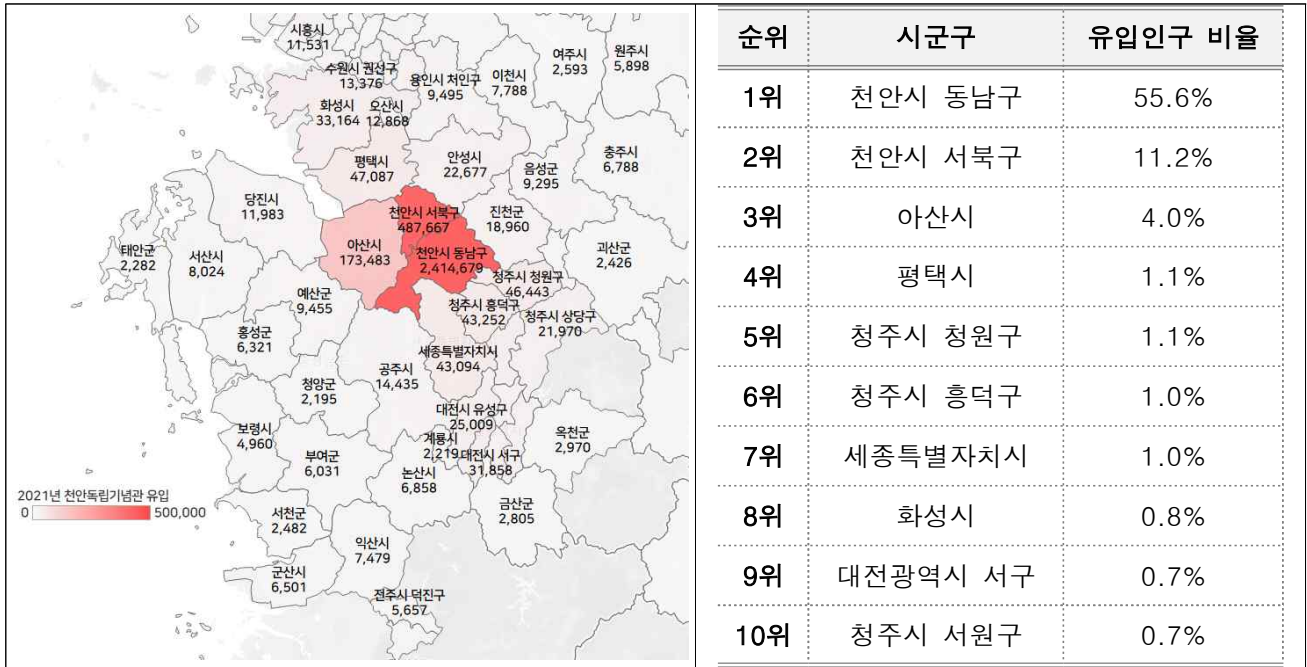 시흥시
11,531
수원시 권선구
13,376
용인시 처인구
9,495
이천시
7,788
여주시
2,593
원주시
5,898
화성시
33,164
오산시
12,868
평택시
47,087
안성시
22,677
음성군
9,295
충주시
6,788
당진시
11,983
천안시 서북구
487,667
진천군
18,960
태안군
2,282
서산시
8,024
아산시
173,483
천안시 동남구
2,414,679
괴산군
2,426
예산군
9,455
청주시 청원구
46,443
청주시 흥덕구
43,252
청주시 상당구
21,970
홍성군
6,321
세종특별자치시
43,094
공주시
14,435
청양군
2,195
대전시 유성구
25,009
보령시
4,960
부여군
6,031
계룡시
2,219
대전시 서구
31,858
옥천군
2,970
논산시
6,858
금산군
2,805
2021년 천안독립기념관 유입
0 500,000
서천군
2,482
익산시
7,479
군산시
6,501
전주시 덕진구
5,657
순위 시군구 유입인구 비율
1위 천안시 동남구 55.6%
2위 천안시 서북구 11.2%
3위 아산시 4.0%
4위 평택시 1.1%
5위 청주시 청원구 1.1%
6위 청주시 흥덕구 1.0%
7위 세종특별자치시 1.0%
8위 화성시 0.8%
9위 대전광역시 서구 0.7%
10위 청주시 서원구 0.7%